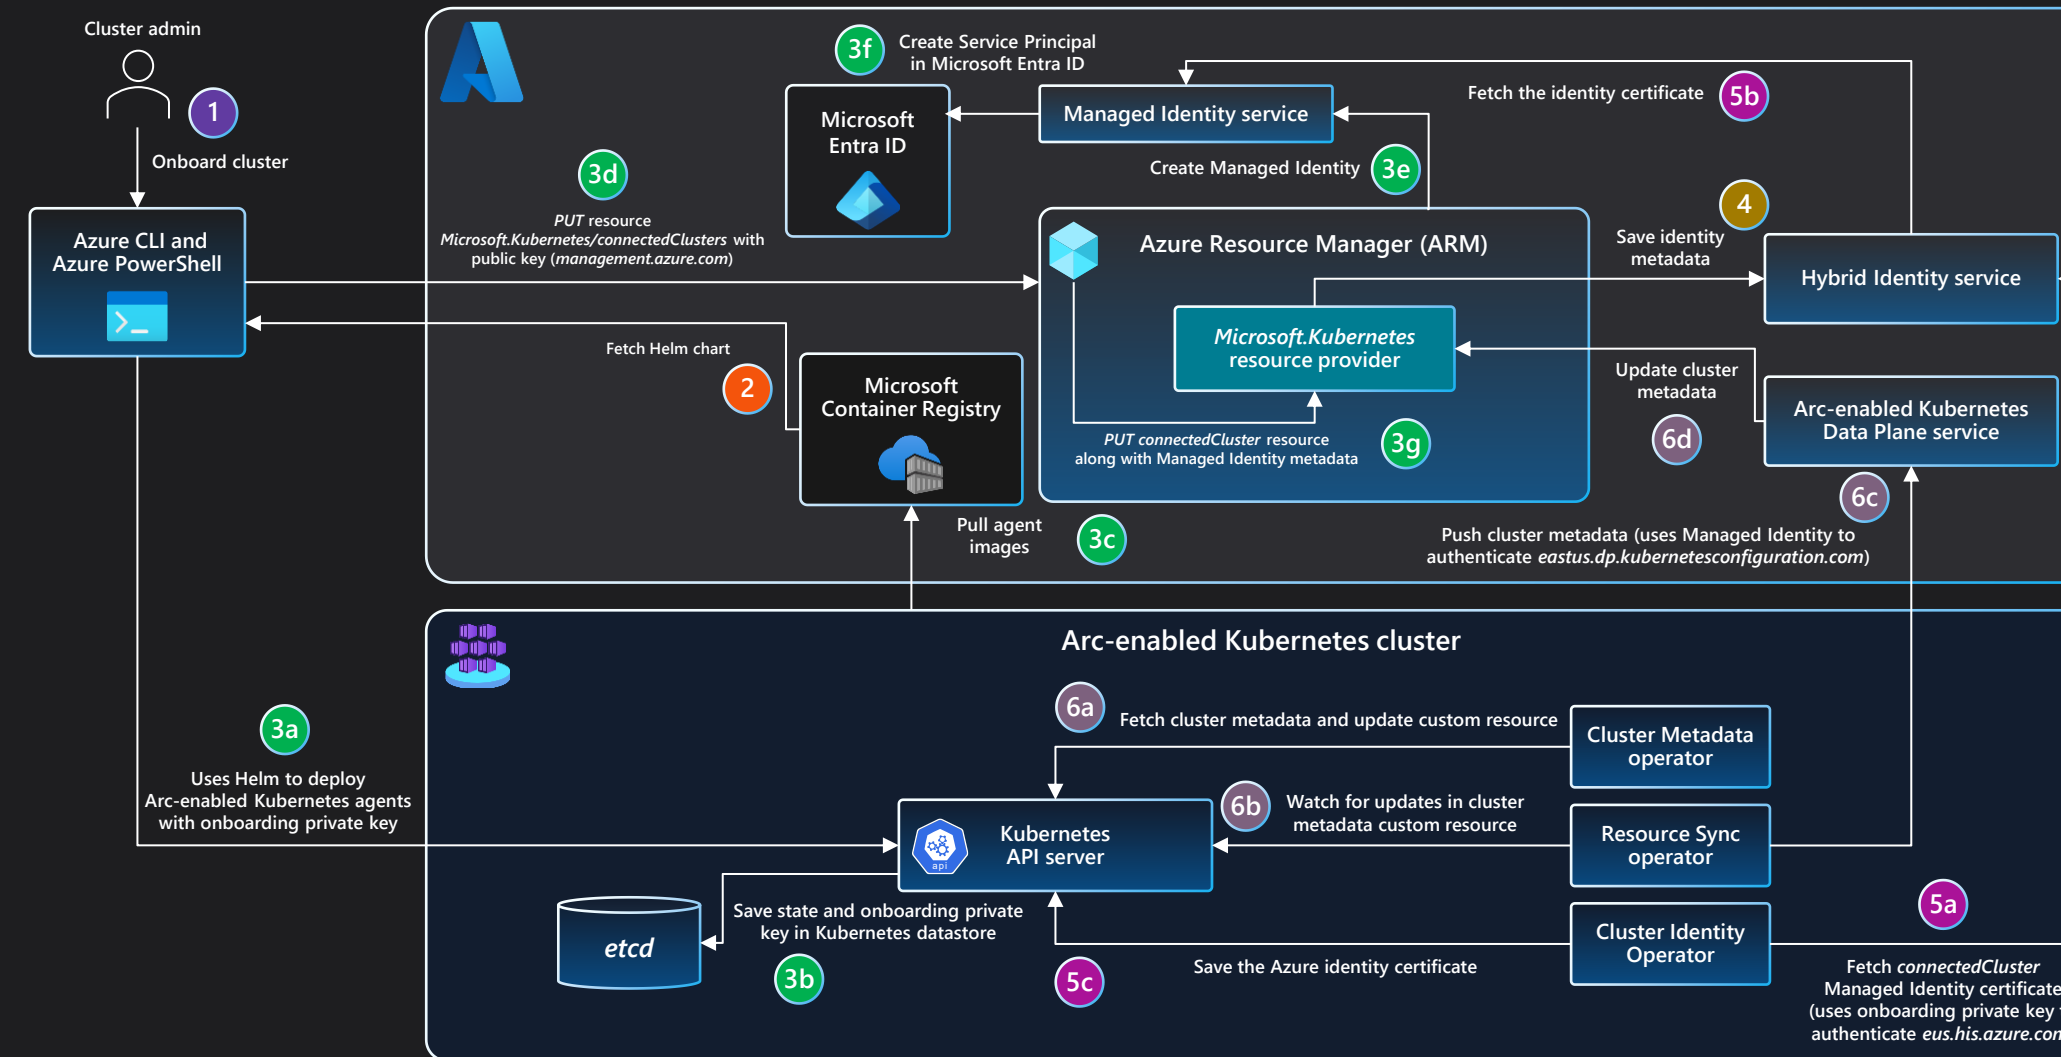 Cluster admin
1
Onboard cluster
Azure CLI and
Azure PowerShell
3f
Create Service Principal
in Microsoft Entra ID
Microsoft
Entra ID
Managed Identity service
Fetch the identity certificate
5b
3d
PUT resource
Microsoft.Kubernetes/connectedClusters with
public key (management.azure.com)
Create Managed Identity
3e
4
Save identity
metadata
Azure Resource Manager (ARM)
Hybrid Identity service
Microsoft.Kubernetes
resource provider
Fetch Helm chart
2
Microsoft
Container Registry
Update cluster
metadata
6d
Arc-enabled Kubernetes
Data Plane service
PUT connectedCluster resource
along with Managed Identity metadata
3g
6c
Pull agent
images
3c
Push cluster metadata (uses Managed Identity to
authenticate eastus.dp.kubernetesconfiguration.com)
Arc-enabled Kubernetes cluster
3a
Uses Helm to deploy
Arc-enabled Kubernetes agents
with onboarding private key
6a
Fetch cluster metadata and update custom resource
Cluster Metadata
operator
6b
Watch for updates in cluster
metadata custom resource
api
Kubernetes
API server
Resource Sync
operator
etcd
Save state and onboarding private
key in Kubernetes datastore
3b
5c
Save the Azure identity certificate
Cluster Identity
Operator
5a
Fetch connectedCluster
Managed Identity certificate
(uses onboarding private key
authenticate eus.his.azure.com